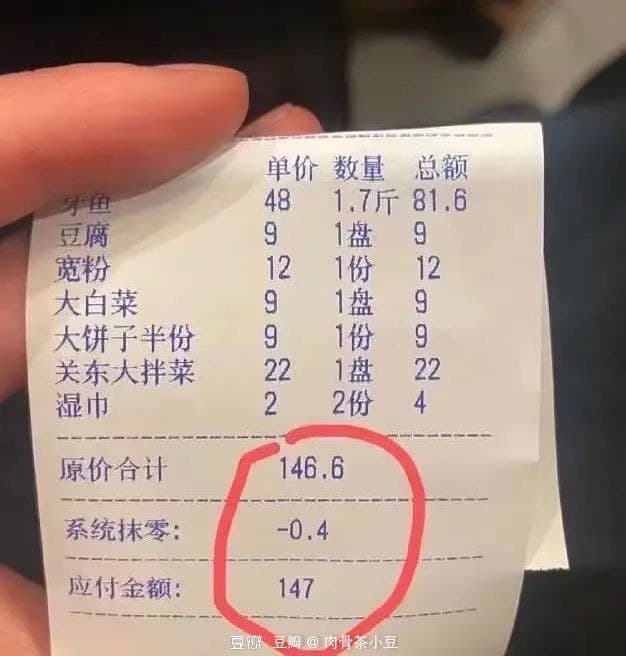 单价 数量 总额
牙鱼 48 1.7斤 81.6
豆腐 9 1盘 9
宽粉 12 1份 12
大白菜 9 1盘 9
大饼子半份 9 1份 9
关东大拌菜 22 1盘 22
湿巾 2 2份 4
原价合计 146.6
系统抹零: -0.4
应付金额: 147
豆瓣 豆瓣@肉骨茶小豆